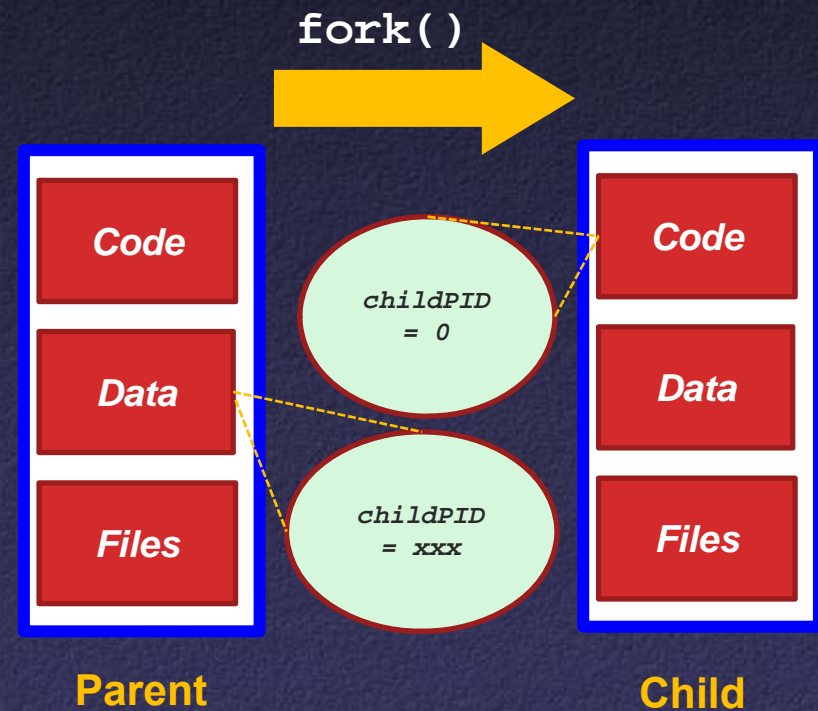 fork()
Code
Data
Files
Parent
childPID
= 0
childPID
= xxx
Code
Data
Files
Child